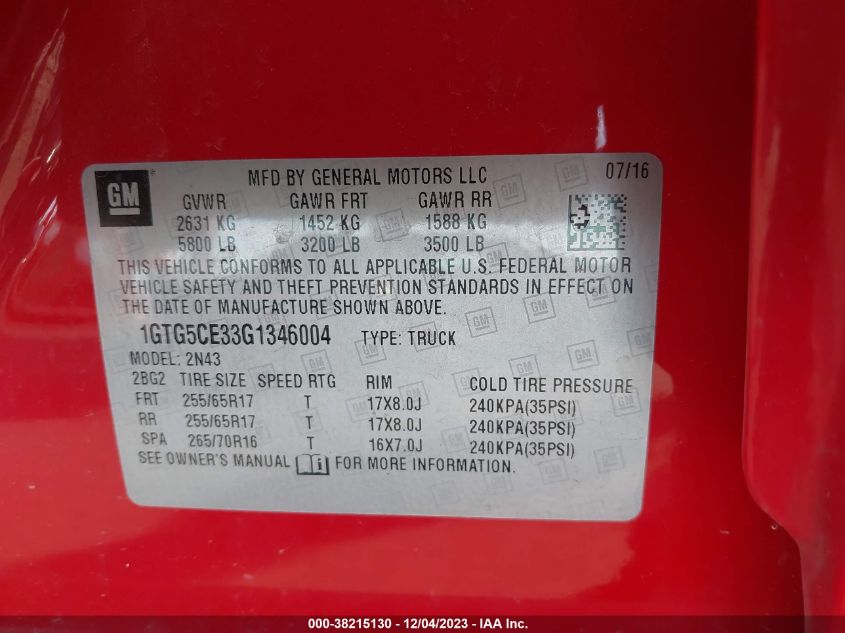 GM
MFD BY GENERAL MOTORS LLC 07/16
GVWR GAWR FRT GAWR RR
2631 KG 1452 KG 1588 KG
5800 LB 3200 LB 3500 LB
THIS VEHICLE CONFORMS TO ALL APPLICABLE U.S. FEDERAL MOTOR
VEHICLE SAFETY AND THEFT PREVENTION STANDARDS IN EFFECT ON
THE DATE OF MANUFACTURE SHOWN ABOVE.
1GTG5CE33G1346004 TYPE: TRUCK
MODEL: 2N43
2BG2 TIRE SIZE SPEED RTG RIM COLD TIRE PRESSURE
FRT 255/65R17 T 17X8.0J 240KPA(35PSI)
RR 255/65R17 T 17X8.0J 240KPA(35PSI)
SPA 265/70R16 T 16X7.0J 240KPA(35PSI)
SEE OWNER'S MANUAL FOR MORE INFORMATION.
000-38215130 - 12/04/2023 - IAA Inc.